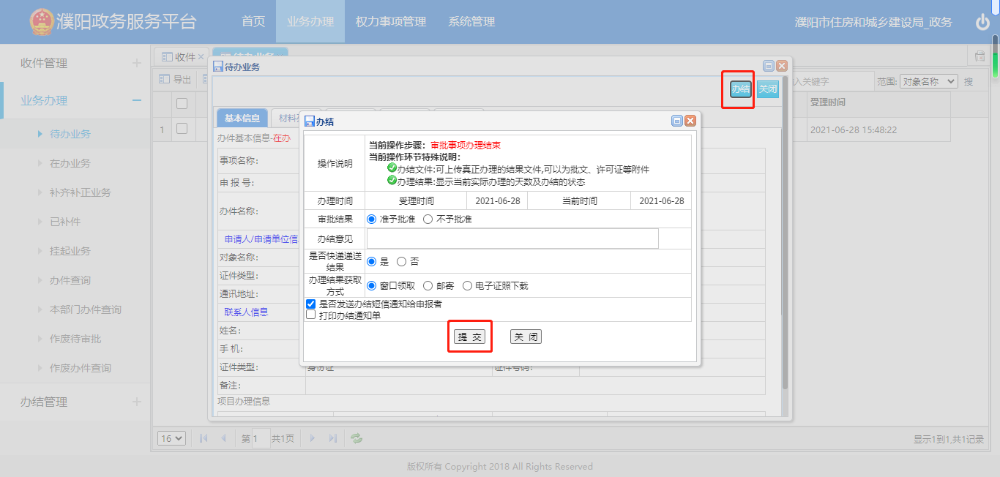 濮阳政务服务平台 首页 业务办理 权力事项管理 系统管理 濮阳市住房和城乡建设局_政务
收件管理
业务办理
待办业务
在办业务
补齐补正业务
已补件
挂起业务
办件查询
本部门办件查询
作废待审批
作废办件查询
办结管理
收件 待办业务
导出 入关键字 范围: 对象名称 搜
受理时间
1 2021-06-28 15:48:22
待办业务
办结 关闭
基本信息 材料
办件基本信息-在办
事项名称:
申 报 号:
办件名称:
申请人/申请单位信
对象名称:
证件类型:
通讯地址:
联系人信息
姓名:
手 机:
证件类型: 身份证 证件号码:
备注:
项目办理信息
办结
操作说明
当前操作步骤: 审批事项办理结束
当前操作环节特殊说明:
办结文件:可上传真正办理的结果文件,可以为批文、许可证等附件
办理结果:显示当前实际办理的天数及办结的状态
办理时间 受理时间 2021-06-28 当前时间 2021-06-28
审批结果 准予批准 不予批准
办结意见
是否快递递送结果 是 否
办理结果获取方式 窗口领取 邮寄 电子证照下载
是否发送办结短信通知给申报者
打印办结通知单
提 交 关 闭
16 第 1 共1页 显示1到1,共1记录
版权所有 Copyright 2018 All Rights Reserved